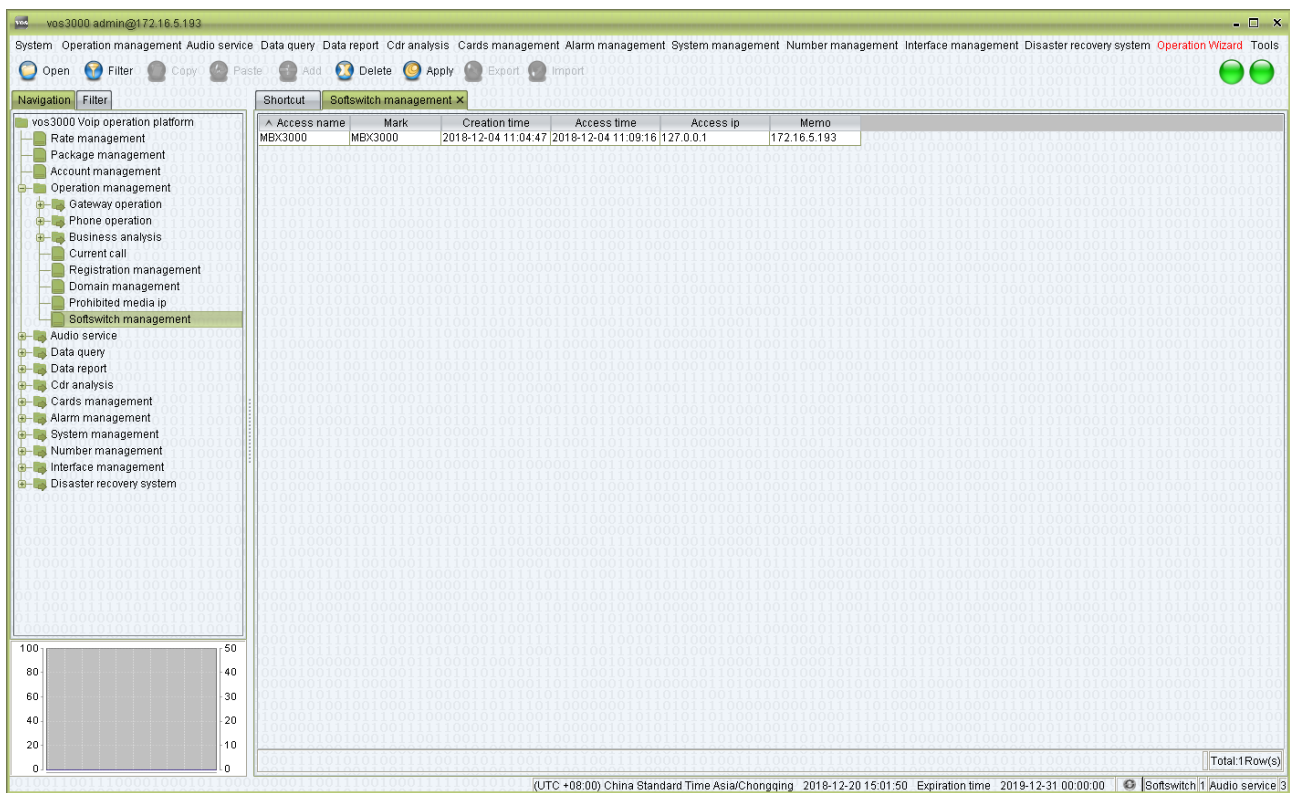 VOS vos3000 admin@172.16.5.193
System Operation management Audio service Data query Data report Cdr analysis Cards management Alarm management System management Number management Interface management Disaster recovery system Operation Wizard Tools
Open Filter Copy Paste Add Delete Apply Export Import
Navigation Filter
Shortcut Softswitch management ×
vos3000 Voip operation platform
Rate management
Package management
Account management
Operation management
Gateway operation
Phone operation
Business analysis
Current call
Registration management
Domain management
Prohibited media ip
Softswitch management
Audio service
Data query
Data report
Cdr analysis
Cards management
Alarm management
System management
Number management
Interface management
Disaster recovery system
Access name Mark Creation time Access time Access ip Memo
MBX3000 MBX3000 2018-12-04 11:04:47 2018-12-04 11:09:16 127.0.0.1 172.16.5.193
100 50
80 40
60 30
40 20
20 10
0 0
Total:1Row(s)
(UTC +08:00) China Standard Time Asia/Chongqing 2018-12-20 15:01:50 Expiration time 2019-12-31 00:00:00 Softswitch 1 Audio service 3